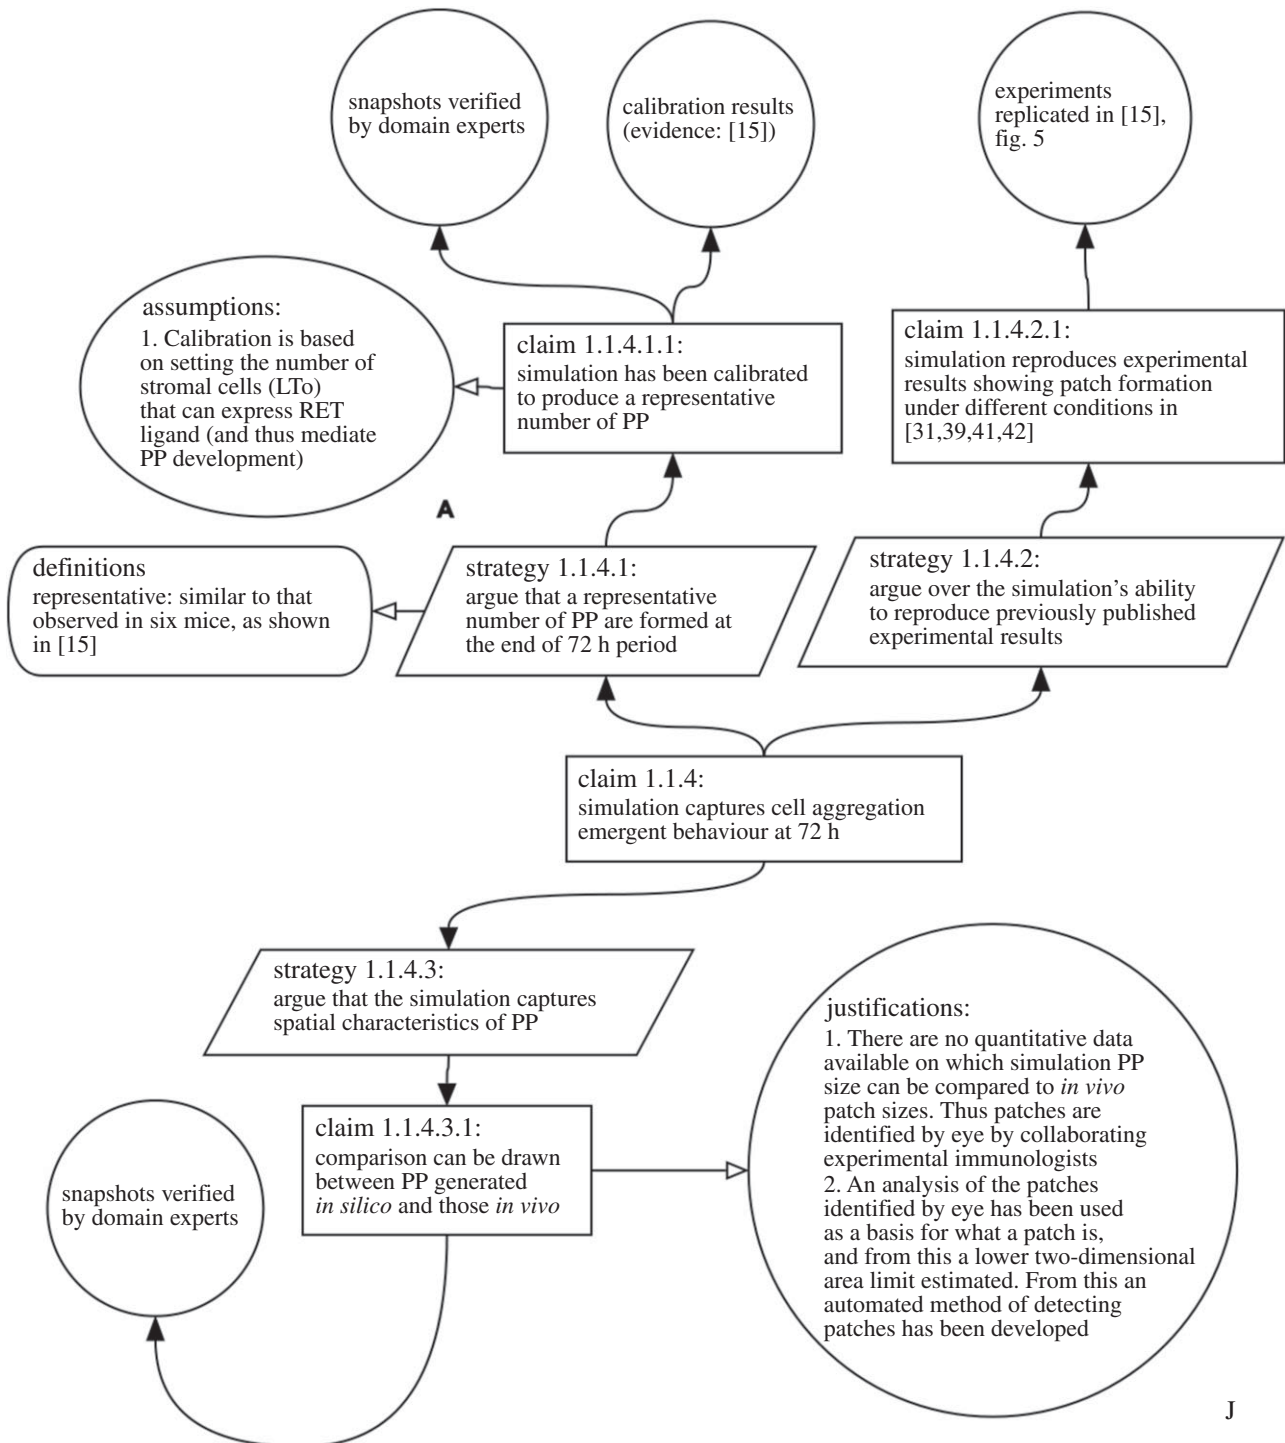 snapshots verified
by domain experts
calibration results
(evidence: [15])
experiments
replicated in [15],
fig. 5
assumptions:
1. Calibration is based
on setting the number of
stromal cells (LTo)
that can express RET
ligand (and thus mediate
PP development)
A
claim 1.1.4.1.1:
simulation has been calibrated
to produce a representative
number of PP
claim 1.1.4.2.1:
simulation reproduces experimental
results showing patch formation
under different conditions in
[31,39,41,42]
definitions
representative: similar to that
observed in six mice, as shown
in [15]
strategy 1.1.4.1:
argue that a representative
number of PP are formed at
the end of 72 h period
strategy 1.1.4.2:
argue over the simulation's ability
to reproduce previously published
experimental results
claim 1.1.4:
simulation captures cell aggregation
emergent behaviour at 72 h
strategy 1.1.4.3:
argue that the simulation captures
spatial characteristics of PP
claim 1.1.4.3.1:
comparison can be drawn
between PP generated
in silico and those in vivo
snapshots verified
by domain experts
justifications:
1. There are no quantitative data
available on which simulation PP
size can be compared to in vivo
patch sizes. Thus patches are
identified by eye by collaborating
experimental immunologists
2. An analysis of the patches
identified by eye has been used
as a basis for what a patch is,
and from this a lower two-dimensional
area limit estimated. From this an
automated method of detecting
patches has been developed
J